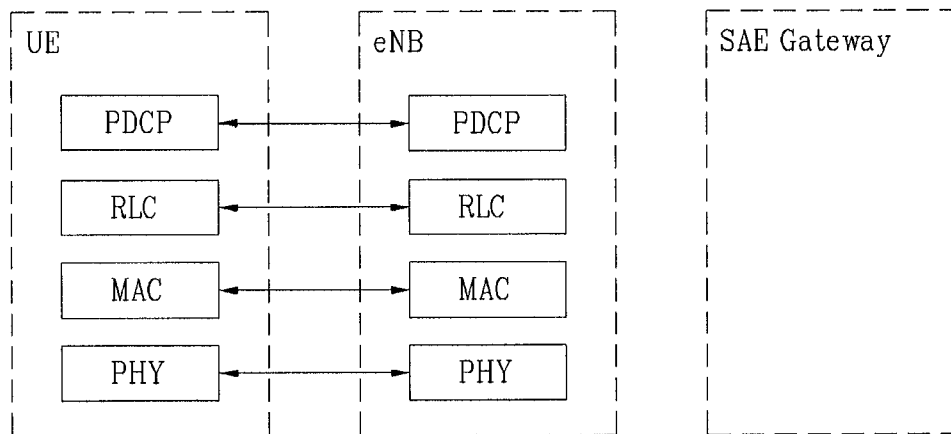 UE
eNB
SAE Gateway
PDCP
PDCP
RLC
RLC
MAC
MAC
PHY
PHY